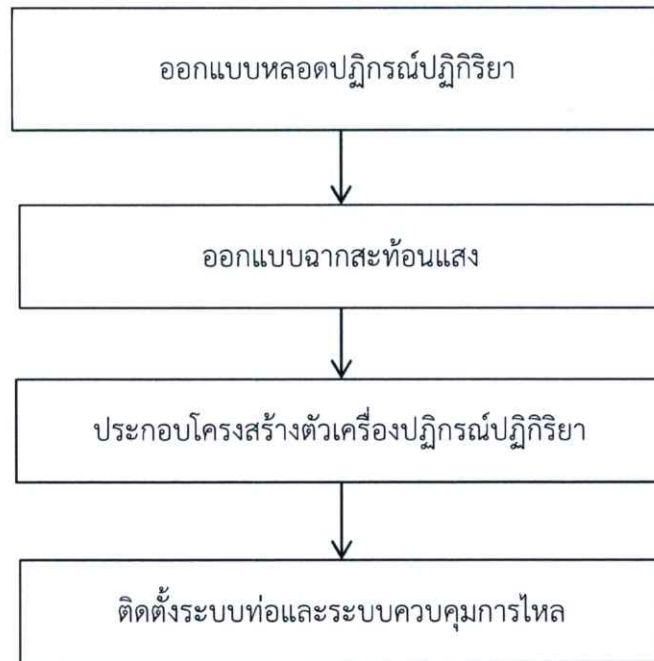 ออกแบบหลอดปฏิกรณ์ปฏิกิริยา
ออกแบบฉากสะท้อนแสง
ประกอบโครงสร้างตัวเครื่องปฏิกรณ์ปฏิกิริยา
ติดตั้งระบบท่อและระบบควบคุมการไหล